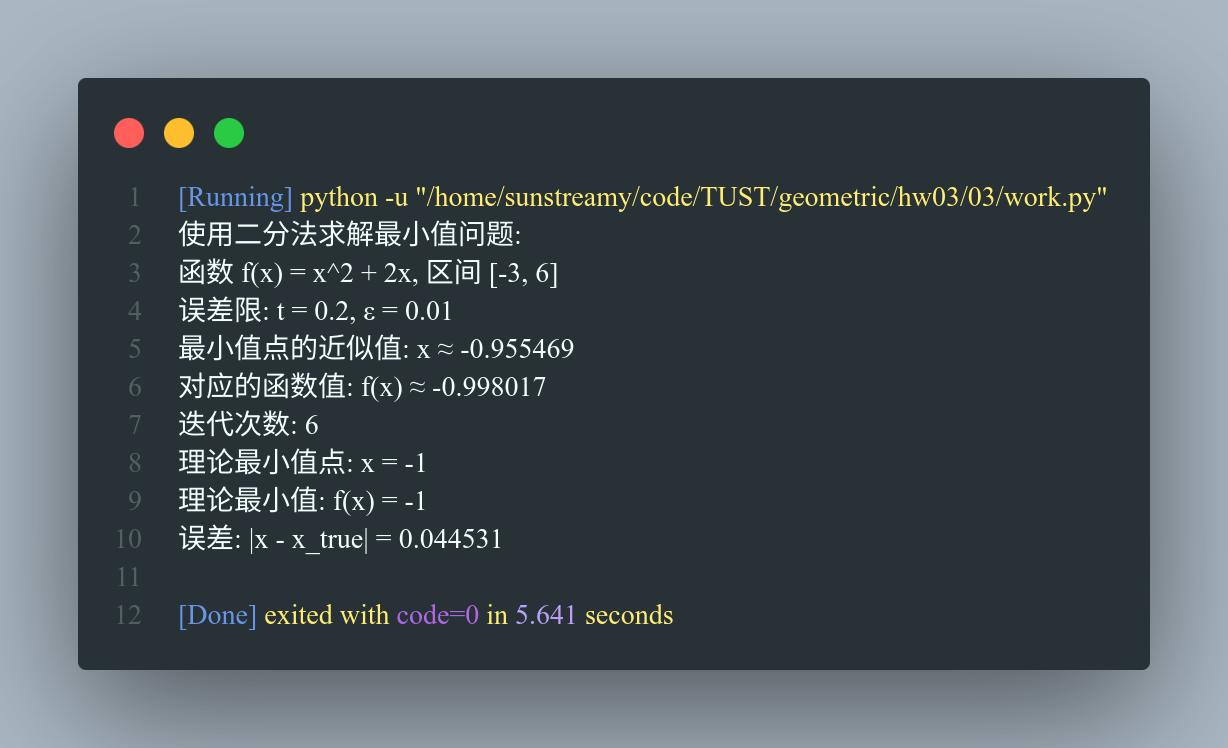 1 [Running] python -u "/home/sunstreamy/code/TUST/geometric/hw03/03/work.py"
2 使用二分法求解最小值问题:
3 函数 f(x) = x^2 + 2x, 区间 [-3, 6]
4 误差限: t = 0.2, ε = 0.01
5 最小值点的近似值: x ≈ -0.955469
6 对应的函数值: f(x) ≈ -0.998017
7 迭代次数: 6
8 理论最小值点: x = -1
9 理论最小值: f(x) = -1
10 误差: |x - x_true| = 0.044531
11
12 [Done] exited with code=0 in 5.641 seconds